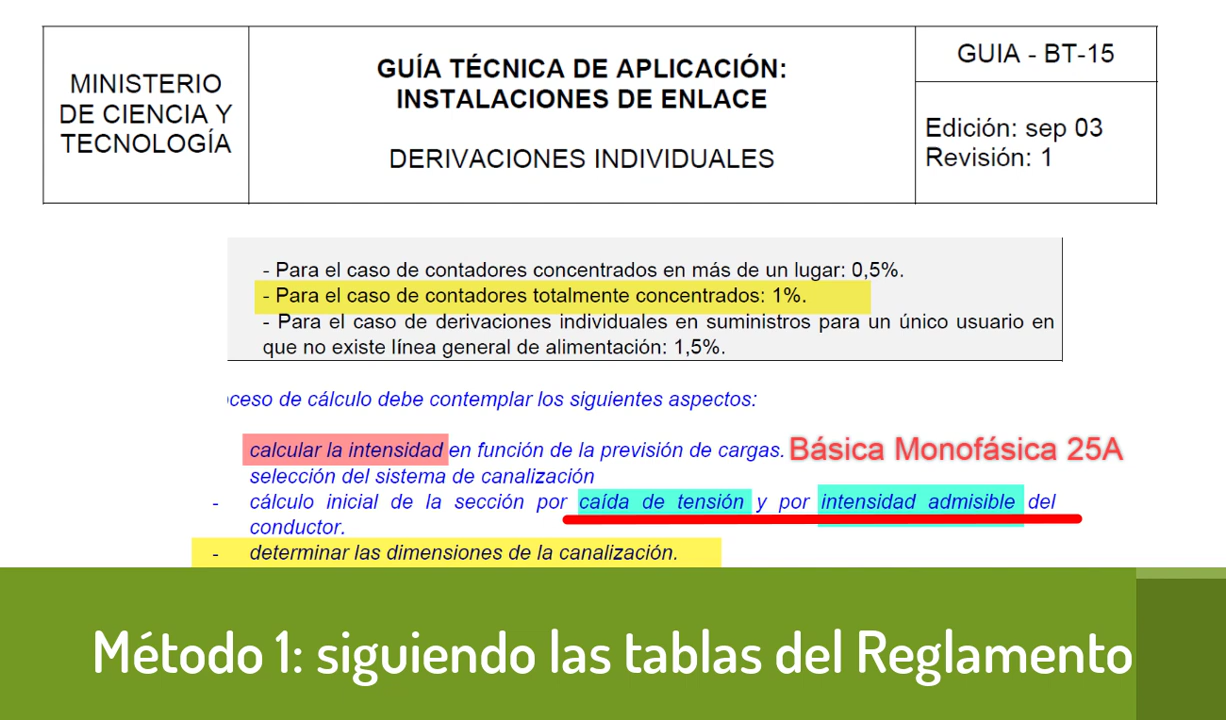 MINISTERIO
DE CIENCIA Y
TECNOLOGÍA
GUÍA TÉCNICA DE APLICACIÓN:
INSTALACIONES DE ENLACE
DERIVACIONES INDIVIDUALES
GUIA - BT-15
Edición: sep 03
Revisión: 1
- Para el caso de contadores concentrados en más de un lugar: 0,5%.
- Para el caso de contadores totalmente concentrados: 1%.
- Para el caso de derivaciones individuales en suministros para un único usuario en
que no existe línea general de alimentación: 1,5%.
ceso de cálculo debe contemplar los siguientes aspectos:
calcular la intensidad en función de la previsión de cargas. Básica Monofásica 25A
selección del sistema de canalización
- cálculo inicial de la sección por caída de tensión y por intensidad admisible del
conductor.
- determinar las dimensiones de la canalización.
Método 1: siguiendo las tablas del Reglamento